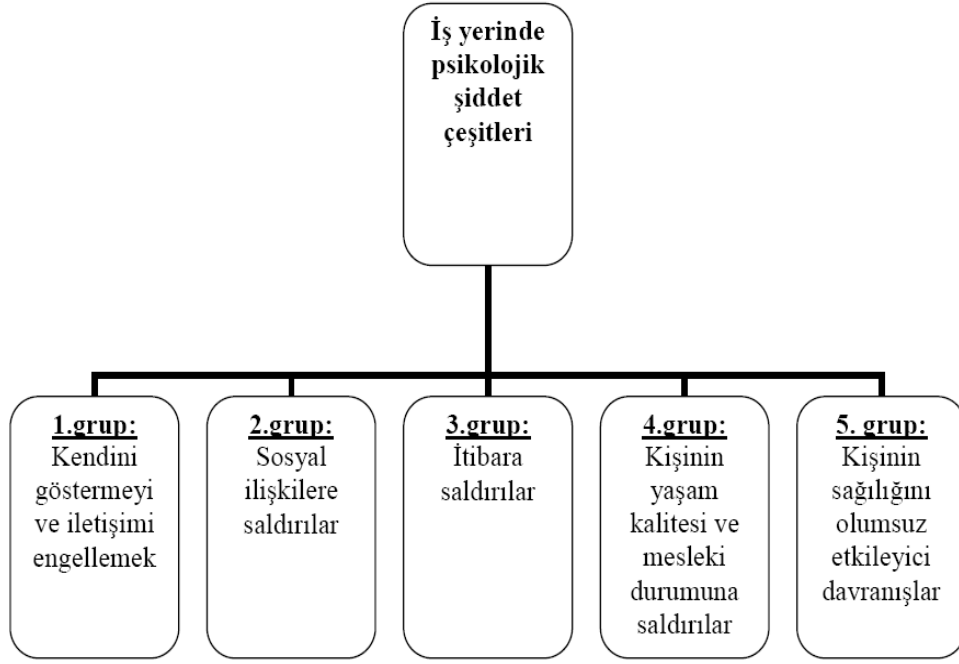 İş yerinde
psikolojik
şiddet
çeşitleri
1.grup:
Kendini
göstermeyi
ve iletişimi
engellemek
2.grup:
Sosyal
ilişkilere
saldırılar
3.grup:
İtibara
saldırılar
4.grup:
Kişinin
yaşam
kalitesi ve
mesleki
durumuna
saldırılar
5. grup:
Kişinin
sağılığını
olumsuz
etkileyici
davranışlar